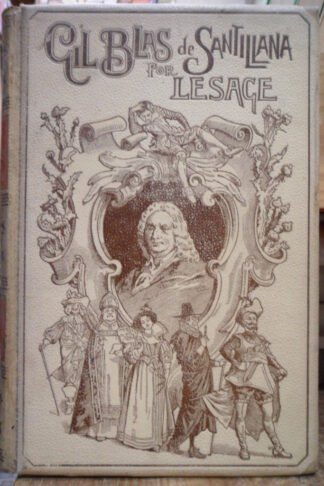 GIL BLAS de SANTILLANA
POR
LESAGE